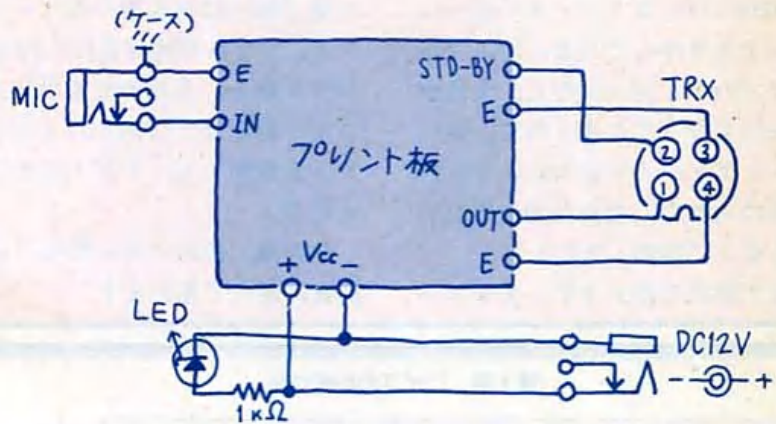 (ケース)
MIC
E
IN
プリント板
STD-BY
E
OUT
E
TRX
2
3
1
4
+ Vcc -
LED
1kΩ
DC12V
- +